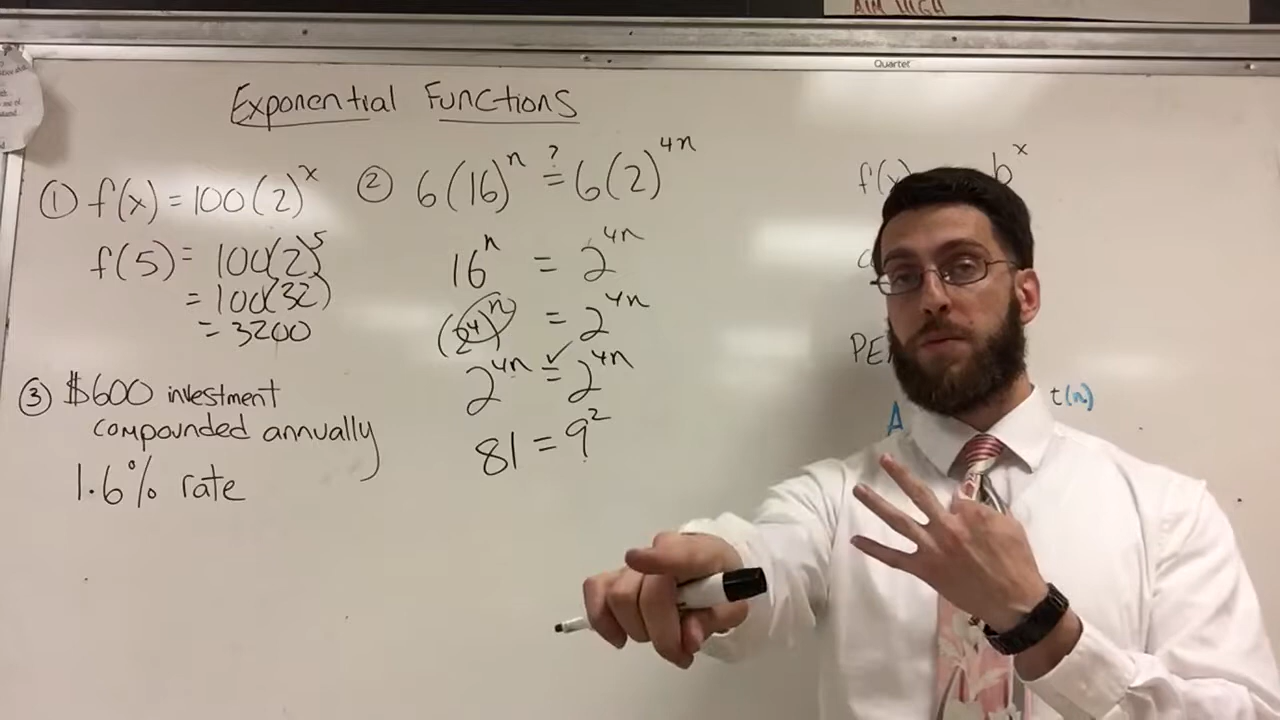 AIM HIGH
Quartet
Exponential Functions
① f(x) = 100(2)^x
f(5) = 100(2)^5
= 100(32)
= 3200
② 6(16)^n ?= 6(2)^4n
16^n = 2^4n
(2^4)^n = 2^4n
2^4n =✓ 2^4n
81 = 9^2
③ $600 investment
compounded annually
1.6% rate
f(x) b^x
PE
A t(n)